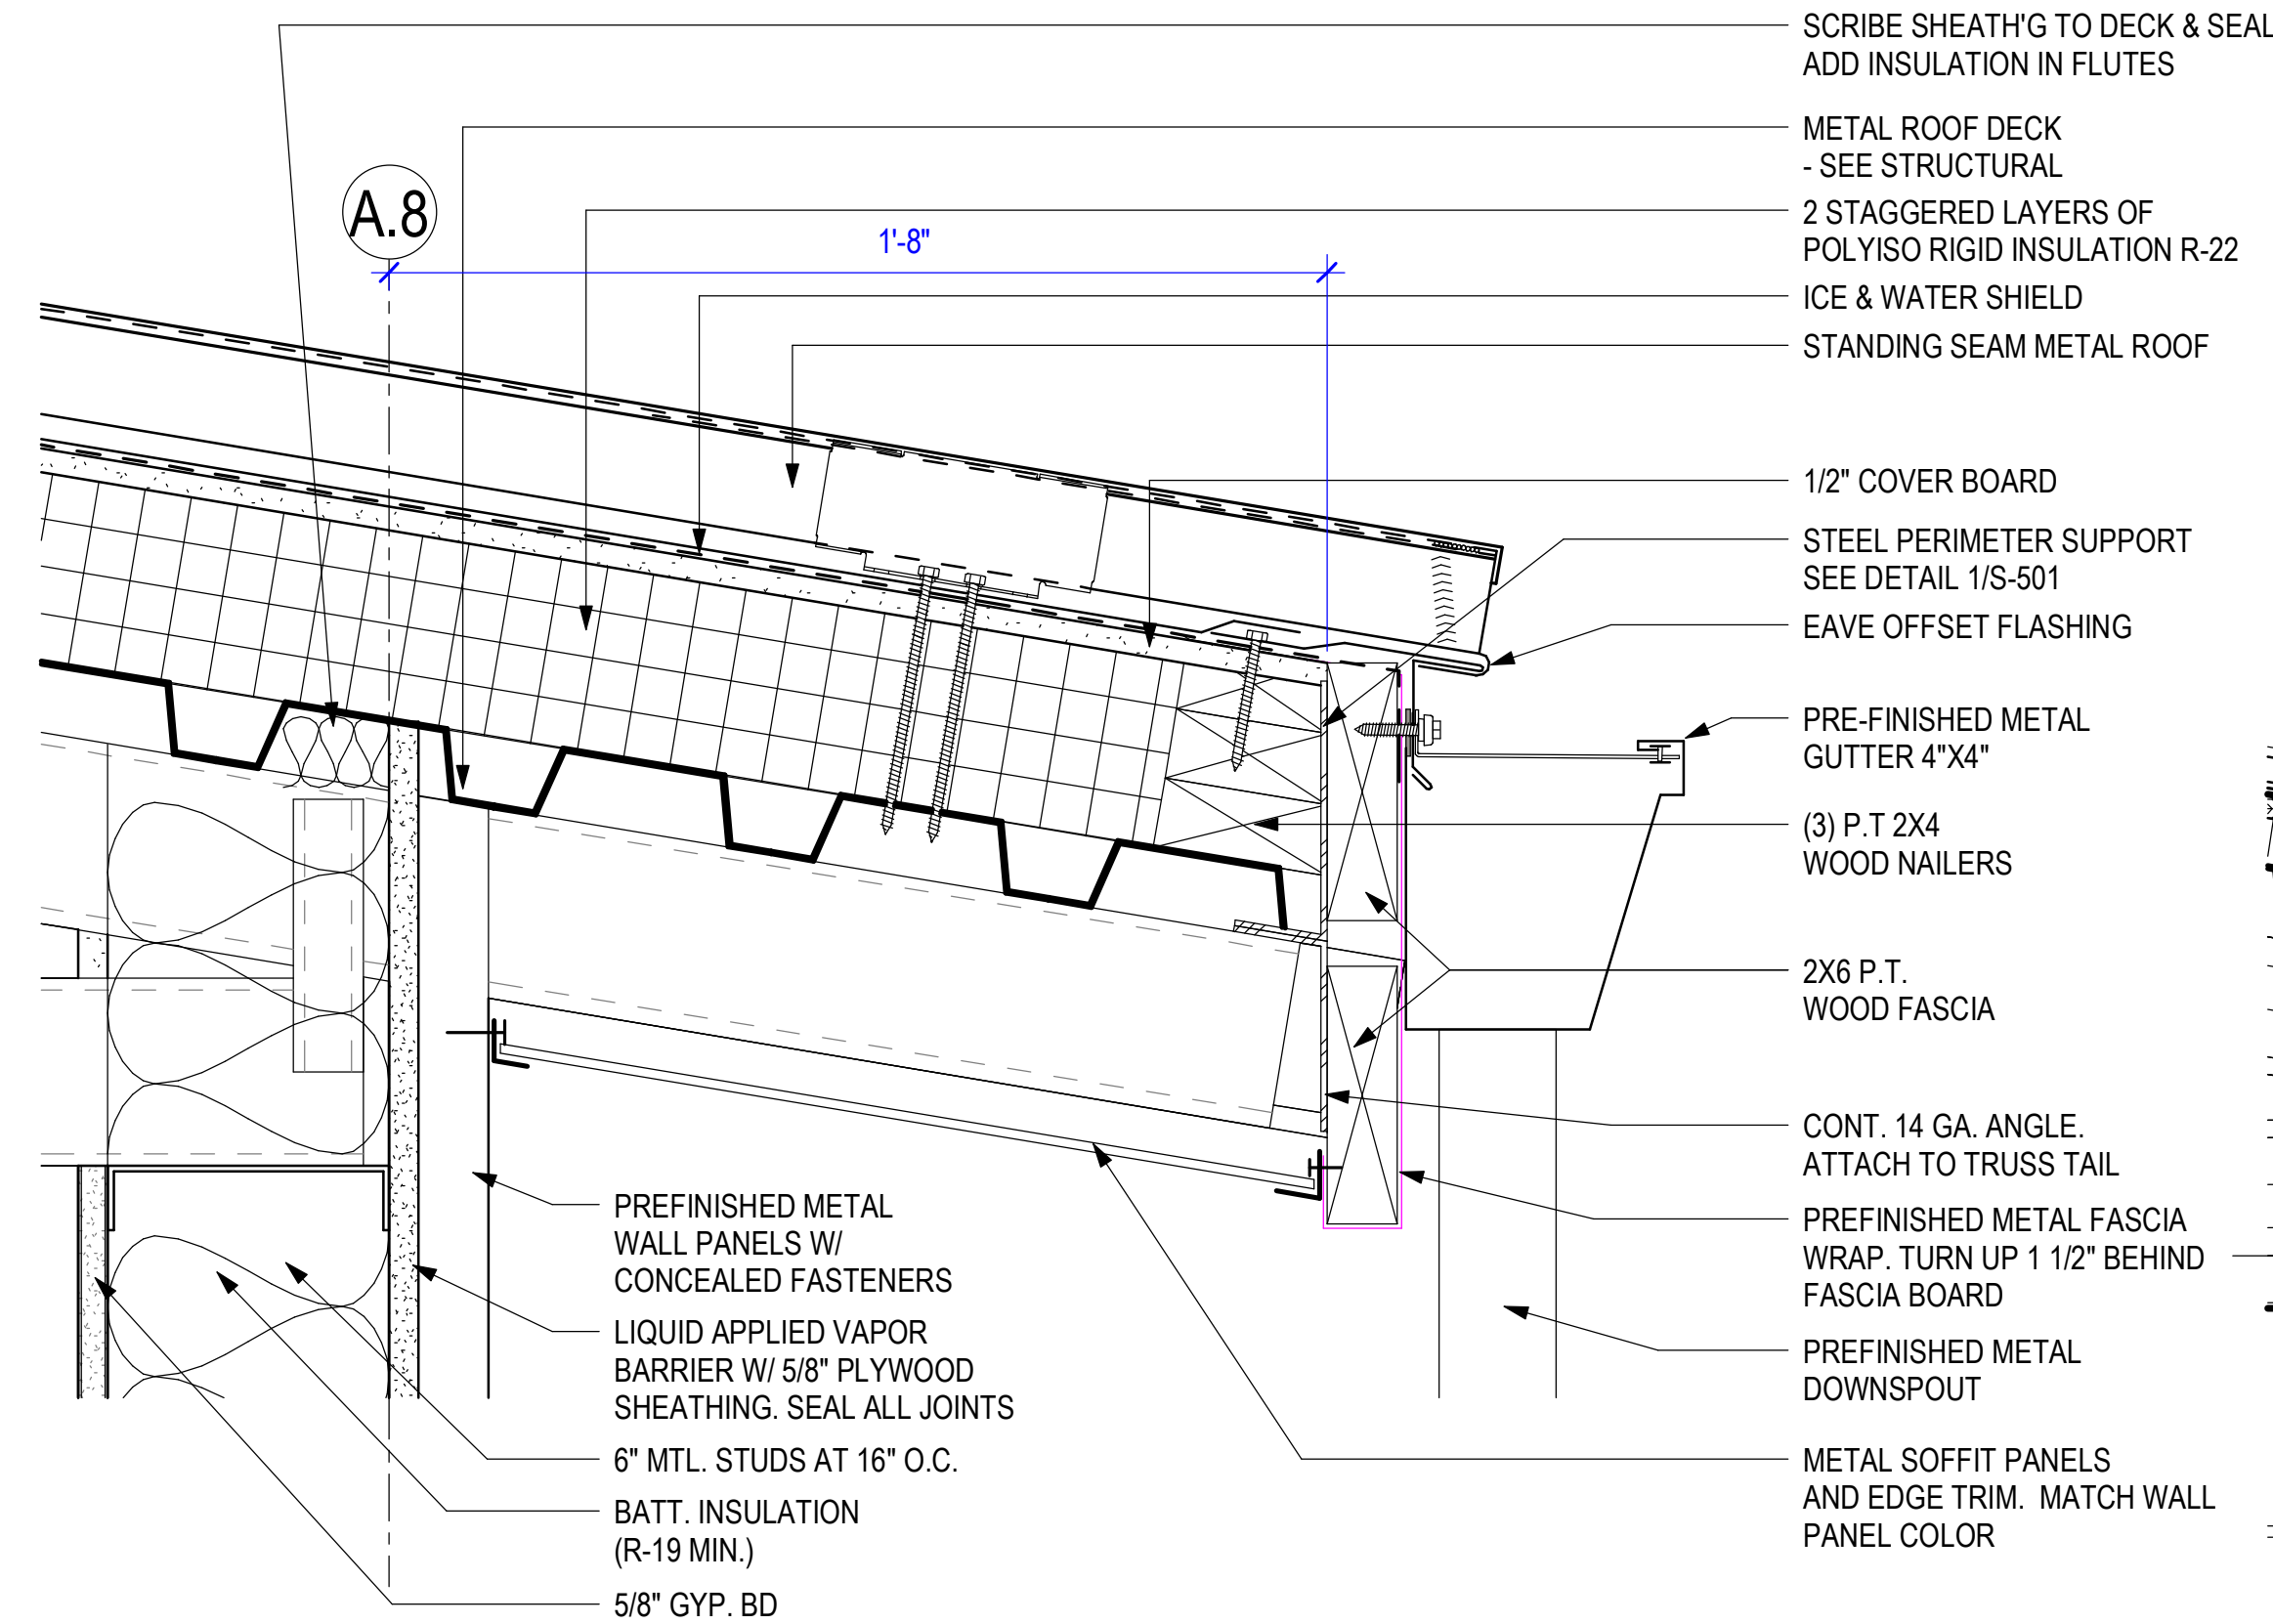 SCRIBE SHEATH'G TO DECK & SEAL
ADD INSULATION IN FLUTES
METAL ROOF DECK
- SEE STRUCTURAL
A.8
1'-8"
2 STAGGERED LAYERS OF
POLYISO RIGID INSULATION R-22
ICE & WATER SHIELD
STANDING SEAM METAL ROOF
1/2" COVER BOARD
STEEL PERIMETER SUPPORT
SEE DETAIL 1/S-501
EAVE OFFSET FLASHING
PRE-FINISHED METAL
GUTTER 4"X4"
(3) P.T 2X4
WOOD NAILERS
2X6 P.T.
WOOD FASCIA
CONT. 14 GA. ANGLE.
ATTACH TO TRUSS TAIL
PREFINISHED METAL FASCIA
WRAP. TURN UP 1 1/2" BEHIND
FASCIA BOARD
PREFINISHED METAL
DOWNSPOUT
METAL SOFFIT PANELS
AND EDGE TRIM.  MATCH WALL
PANEL COLOR
PREFINISHED METAL
WALL PANELS W/
CONCEALED FASTENERS
LIQUID APPLIED VAPOR
BARRIER W/ 5/8" PLYWOOD
SHEATHING. SEAL ALL JOINTS
6" MTL. STUDS AT 16" O.C.
BATT. INSULATION
(R-19 MIN.)
5/8" GYP. BD